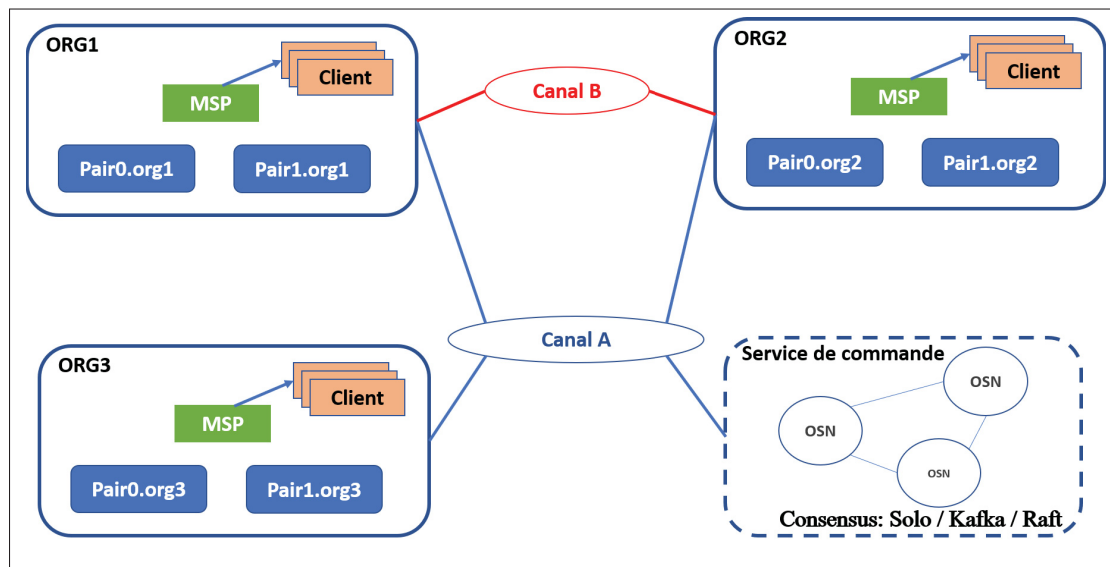 ORG1
Client
MSP
Pair0.org1
Pair1.org1
Canal B
ORG2
Client
MSP
Pair0.org2
Pair1.org2
Canal A
ORG3
Client
MSP
Pair0.org3
Pair1.org3
Service de commande
OSN
OSN
OSN
Consensus: Solo / Kafka / Raft